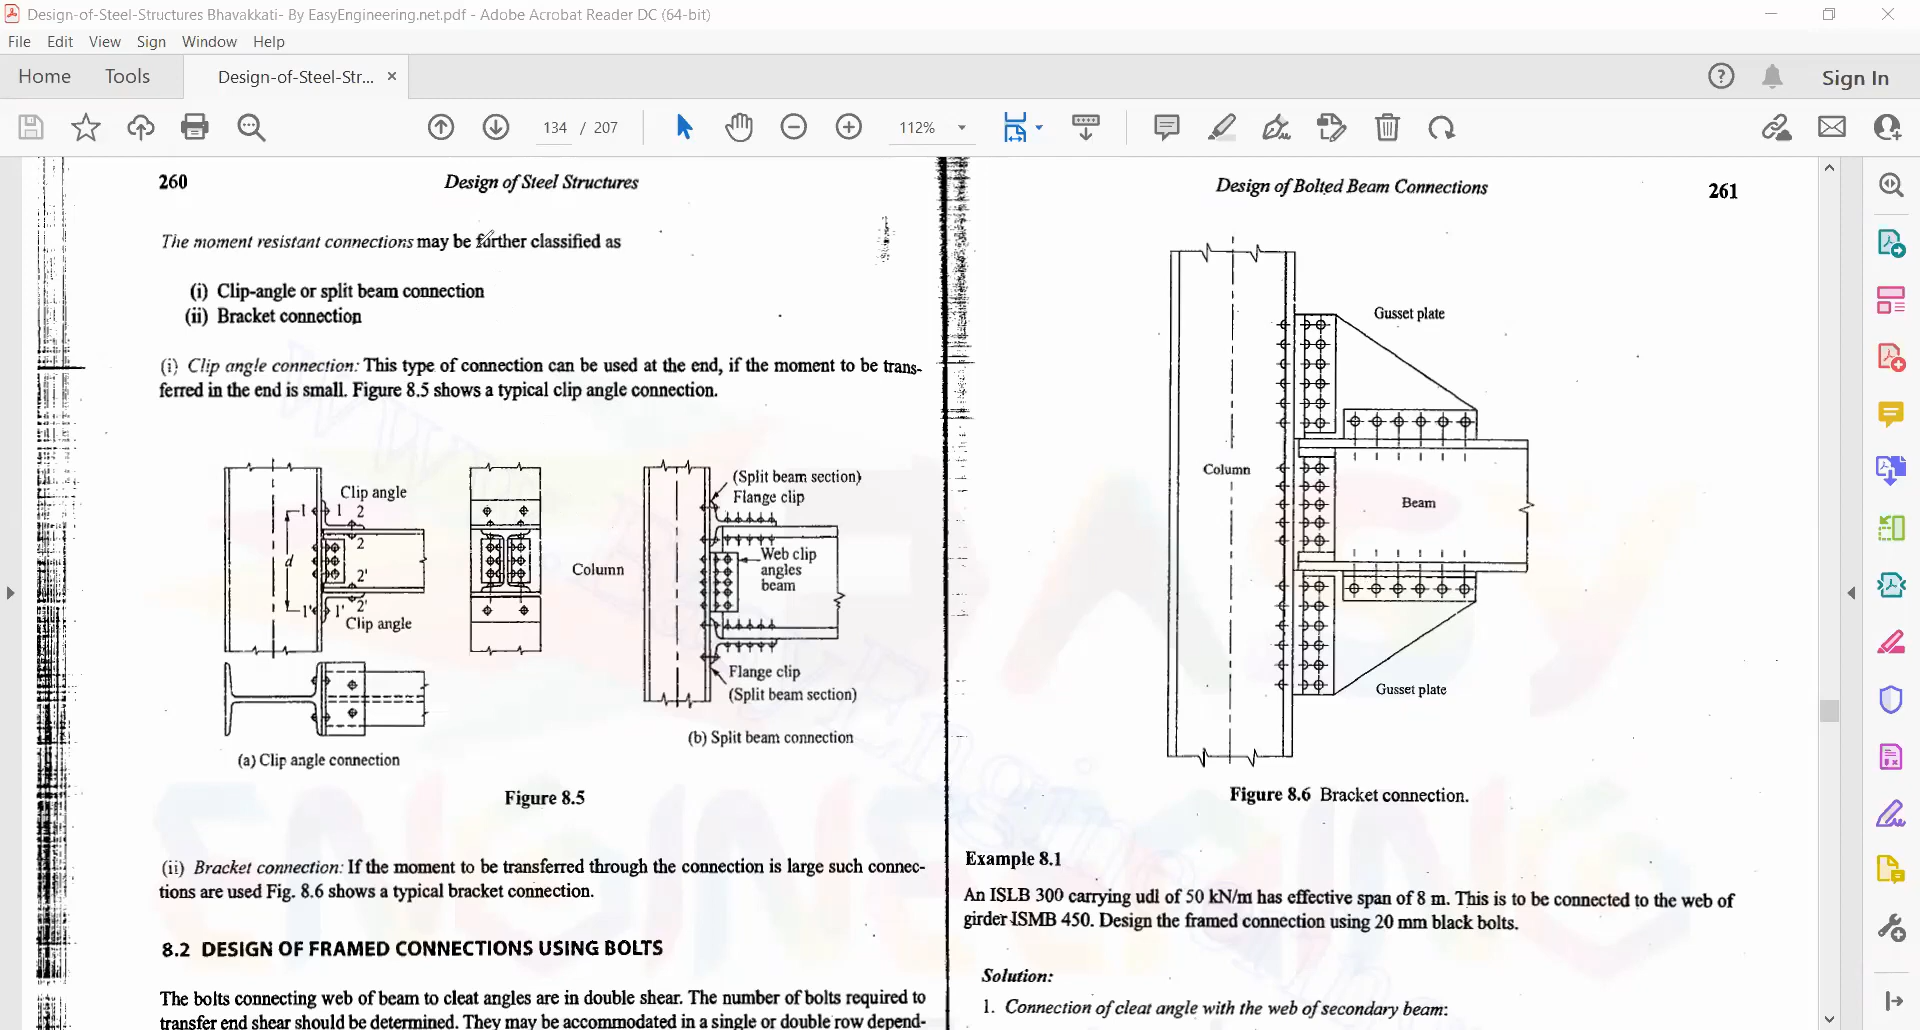 Design-of-Steel-Structures Bhavakkati- By EasyEngineering.net.pdf - Adobe Acrobat Reader DC (64-bit)
File Edit View Sign Window Help
Home Tools Design-of-Steel-Str... × Sign In
134 / 207 112%
260 Design of Steel Structures
The moment resistant connections may be further classified as
(i) Clip-angle or split beam connection
(ii) Bracket connection
(i) Clip angle connection: This type of connection can be used at the end, if the moment to be trans-
ferred in the end is small. Figure 8.5 shows a typical clip angle connection.
Clip angle
1 1 2
2
d
2'
1' 1' 2'
Clip angle
(a) Clip angle connection
Column
(Split beam section)
Flange clip
Web clip
angles
beam
Flange clip
(Split beam section)
(b) Split beam connection
Figure 8.5
(ii) Bracket connection: If the moment to be transferred through the connection is large such connec-
tions are used Fig. 8.6 shows a typical bracket connection.
8.2 DESIGN OF FRAMED CONNECTIONS USING BOLTS
The bolts connecting web of beam to cleat angles are in double shear. The number of bolts required to
transfer end shear should be determined. They may be accommodated in a single or double row depend-
Design of Bolted Beam Connections 261
Gusset plate
Column
Beam
Gusset plate
Figure 8.6 Bracket connection.
Example 8.1
An ISLB 300 carrying udl of 50 kN/m has effective span of 8 m. This is to be connected to the web of
girder ISMB 450. Design the framed connection using 20 mm black bolts.
Solution:
1. Connection of cleat angle with the web of secondary beam: